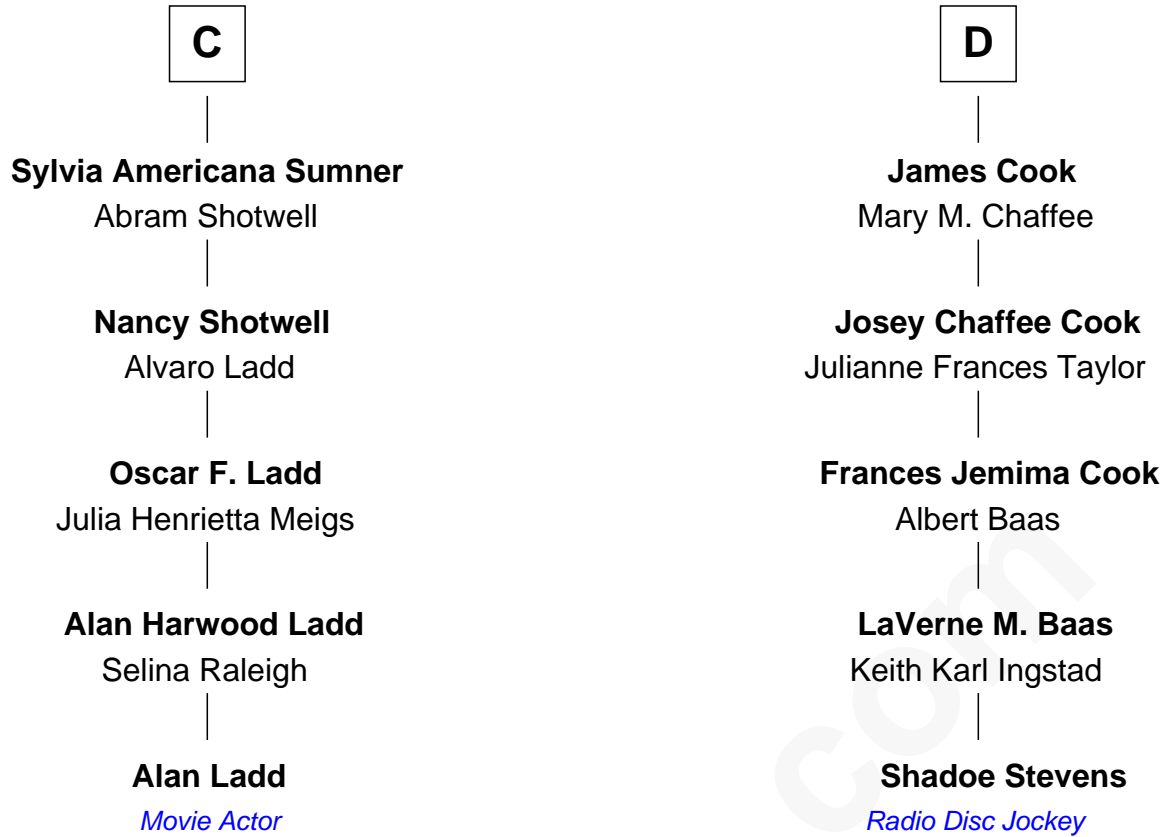 C
Sylvia Americana Sumner
Abram Shotwell
Nancy Shotwell
Alvaro Ladd
Oscar F. Ladd
Julia Henrietta Meigs
Alan Harwood Ladd
Selina Raleigh
Alan Ladd
Movie Actor
D
James Cook
Mary M. Chaffee
Josey Chaffee Cook
Julianne Frances Taylor
Frances Jemima Cook
Albert Baas
LaVerne M. Baas
Keith Karl Ingstad
Shadoe Stevens
Radio Disc Jockey
com